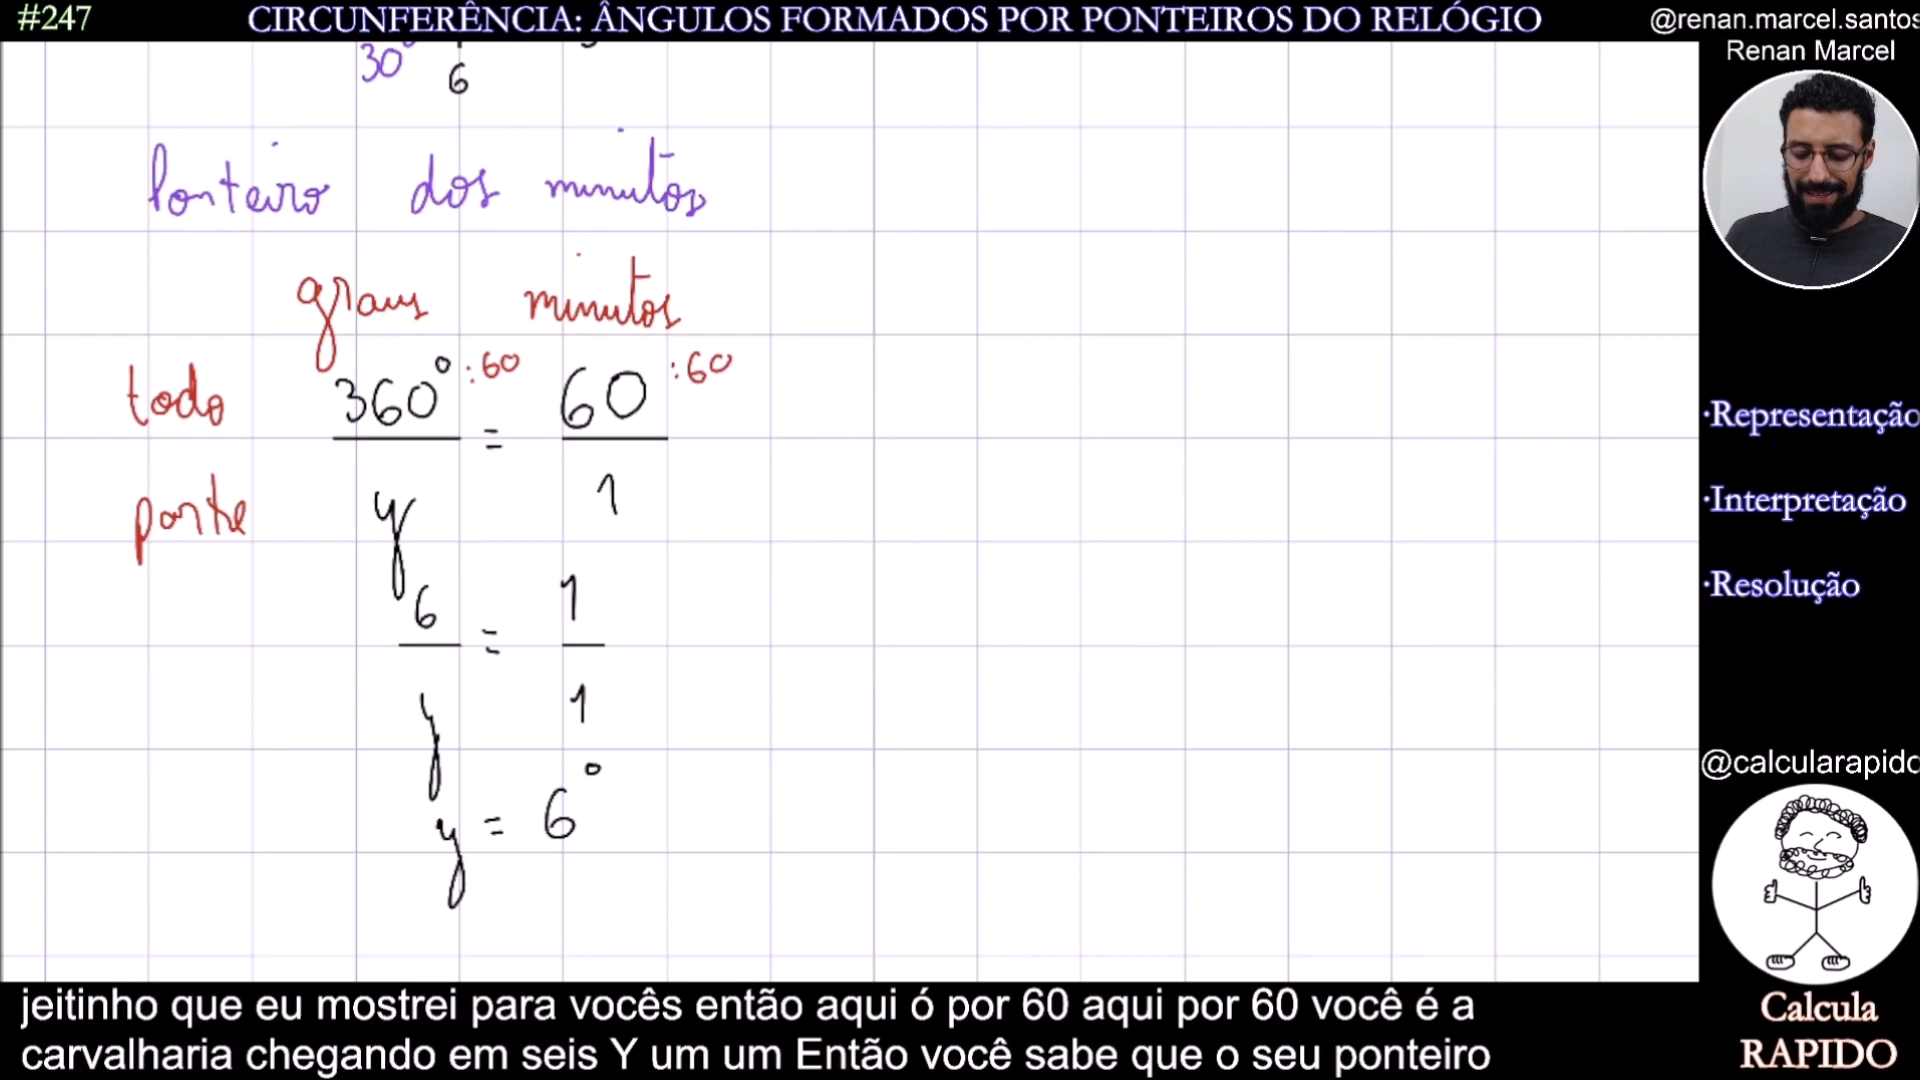 #247 CIRCUNFERÊNCIA: ÂNGULOS FORMADOS POR PONTEIROS DO RELÓGIO @renan.marcel.santos
Renan Marcel
30°
6
Ponteiro dos minutos
graus minutos
todo 360° :60 = 60 :60
parte y 1
6 = 1
y 1
y = 6°
·Representação
·Interpretação
·Resolução
@calcularapido
Calcula
RAPIDO
jeitinho que eu mostrei para vocês então aqui ó por 60 aqui por 60 você é a
carvalharia chegando em seis Y um um Então você sabe que o seu ponteiro